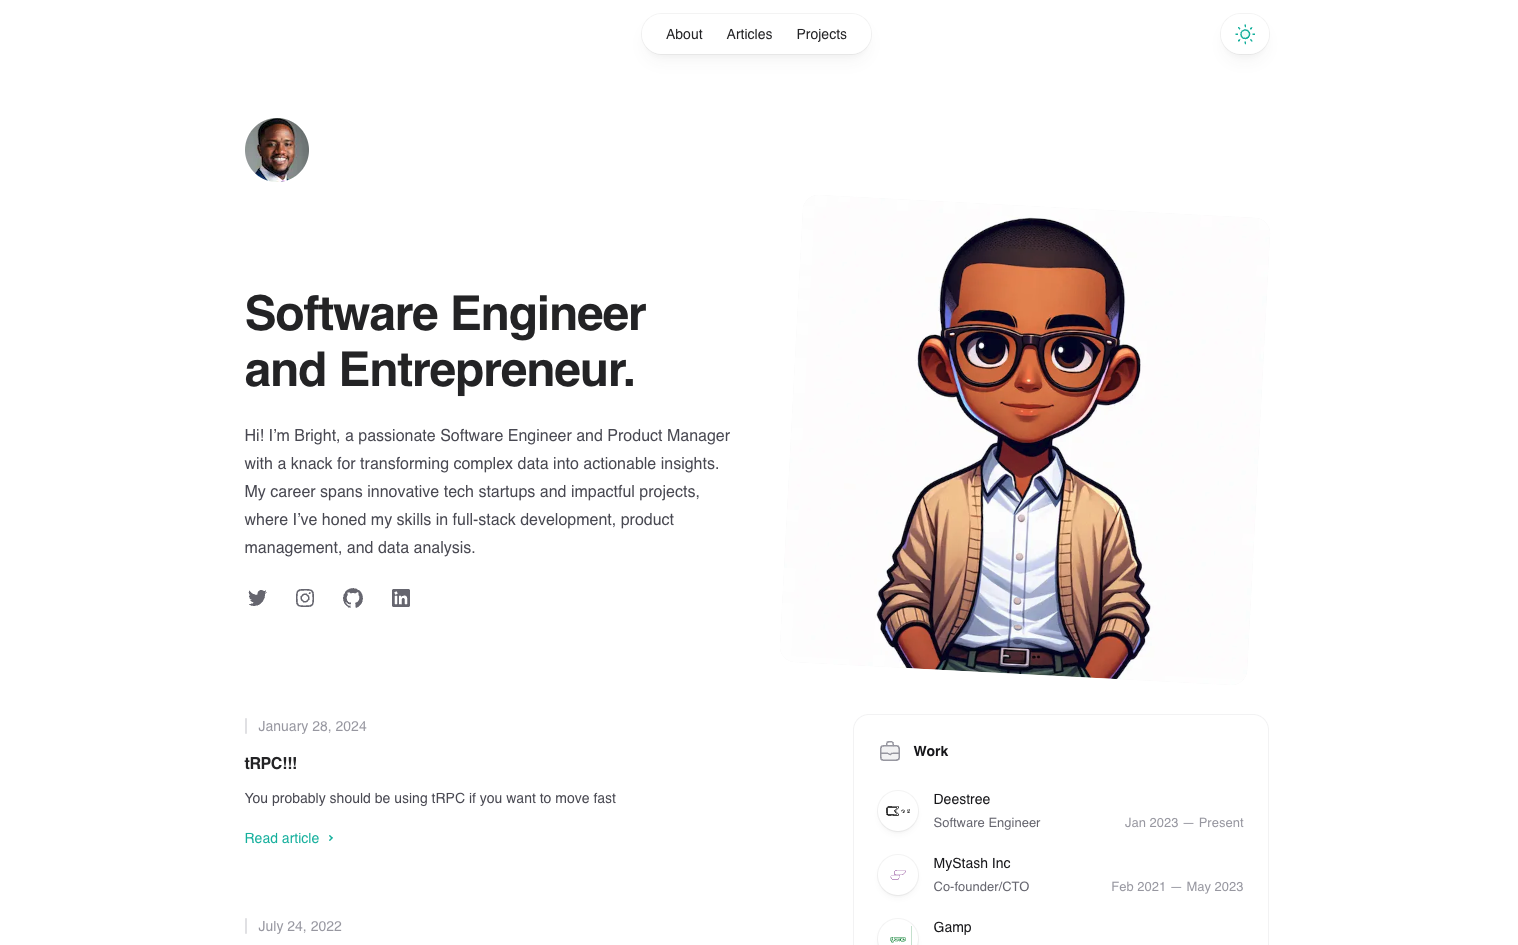 About
Articles
Projects
Software Engineer
and Entrepreneur.
Hi! I’m Bright, a passionate Software Engineer and Product Manager
with a knack for transforming complex data into actionable insights.
My career spans innovative tech startups and impactful projects,
where I’ve honed my skills in full-stack development, product
management, and data analysis.
January 28, 2024
tRPC!!!
You probably should be using tRPC if you want to move fast
Read article
July 24, 2022
Work
Deestree
Software Engineer
Jan 2023 — Present
MyStash Inc
Co-founder/CTO
Feb 2021 — May 2023
Gamp